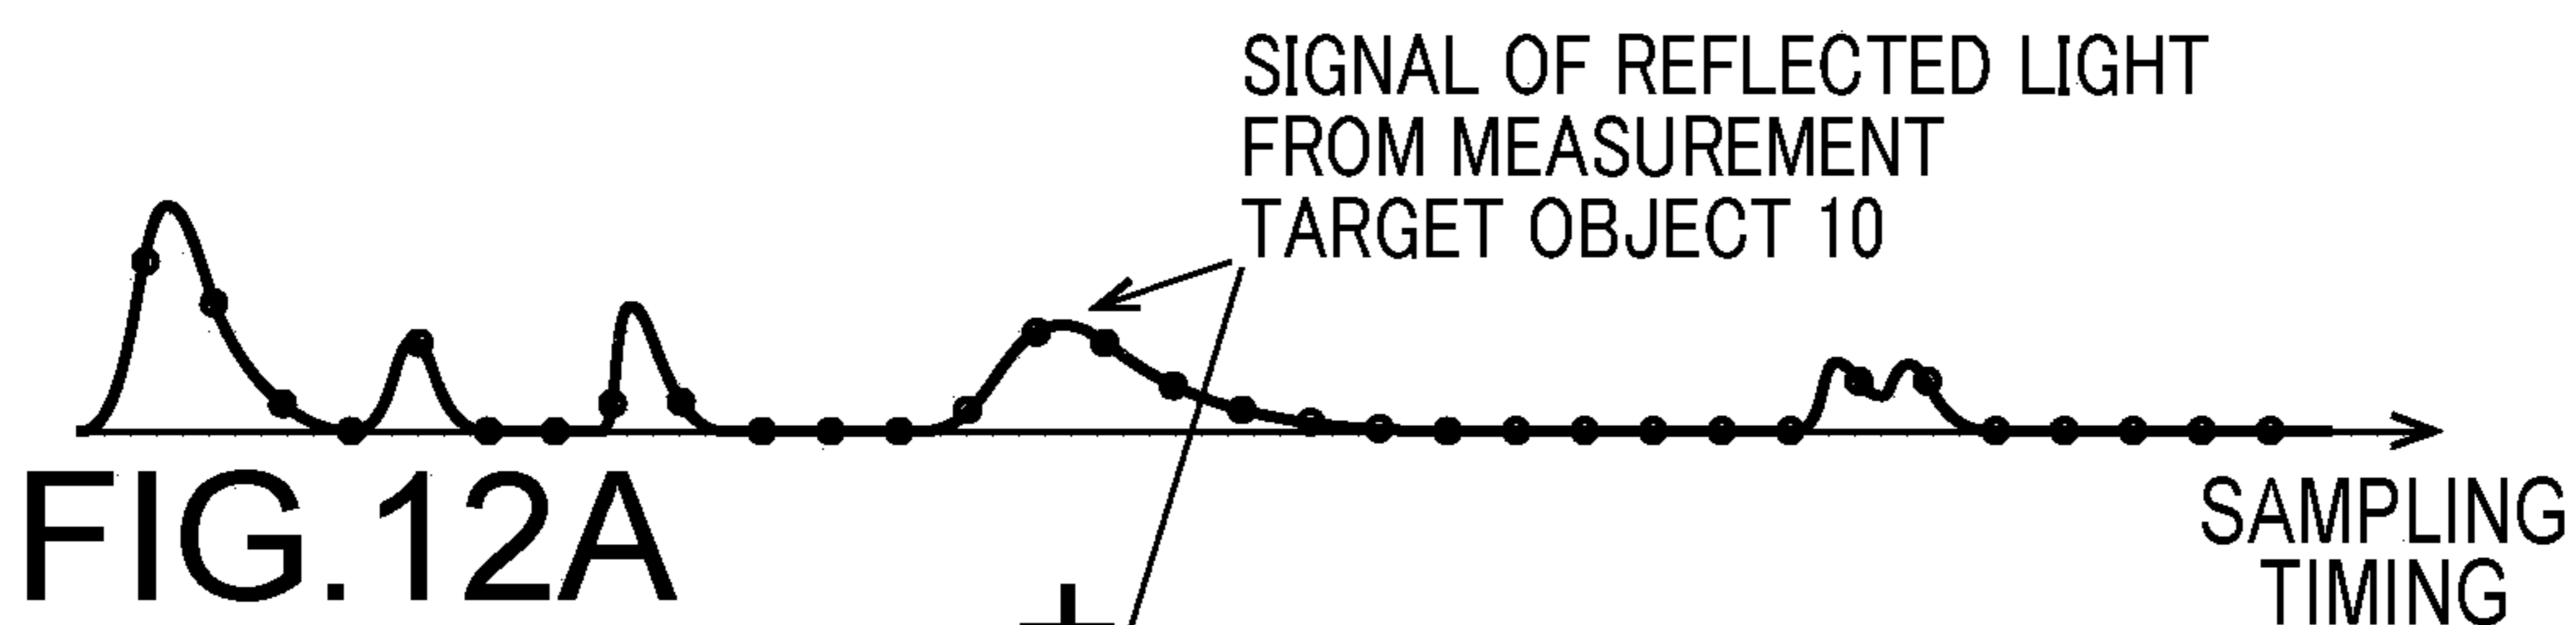 SIGNAL OF REFLECTED LIGHT
FROM MEASUREMENT
TARGET OBJECT 10
SAMPLING
TIMING
FIG.12A